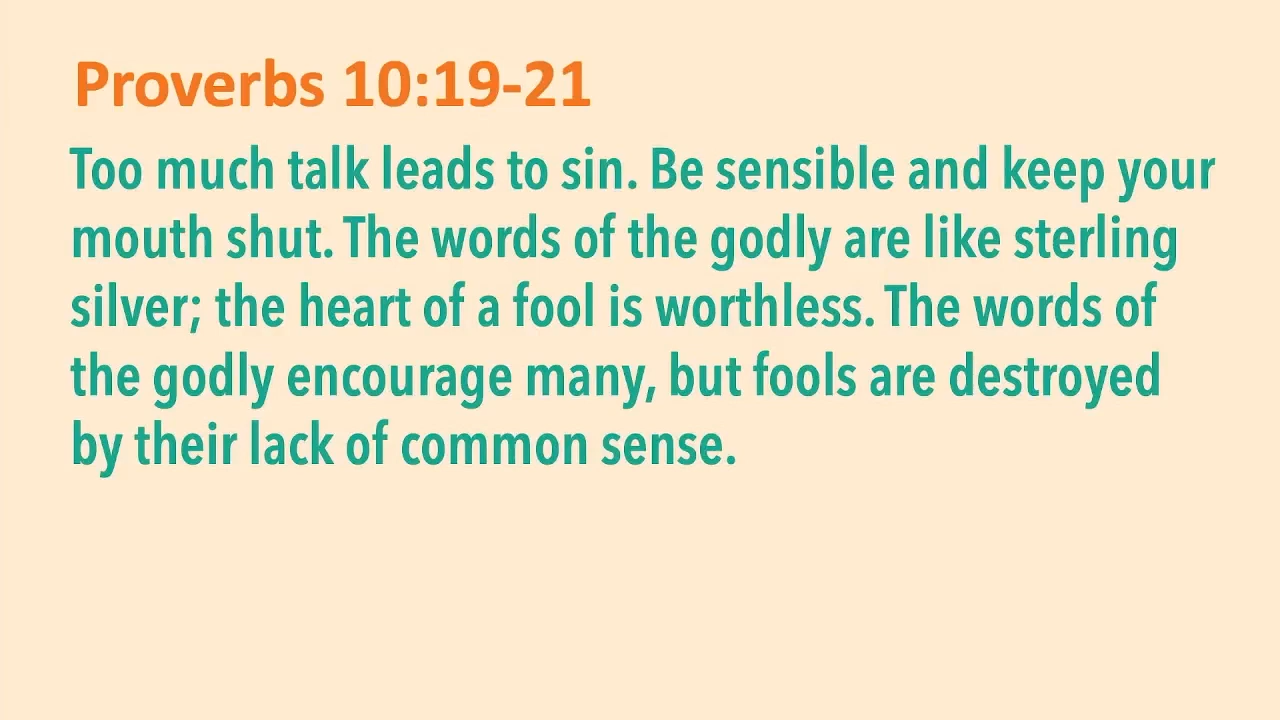 Proverbs 10:19-21
Too much talk leads to sin. Be sensible and keep your
mouth shut. The words of the godly are like sterling
silver; the heart of a fool is worthless. The words of
the godly encourage many, but fools are destroyed
by their lack of common sense.